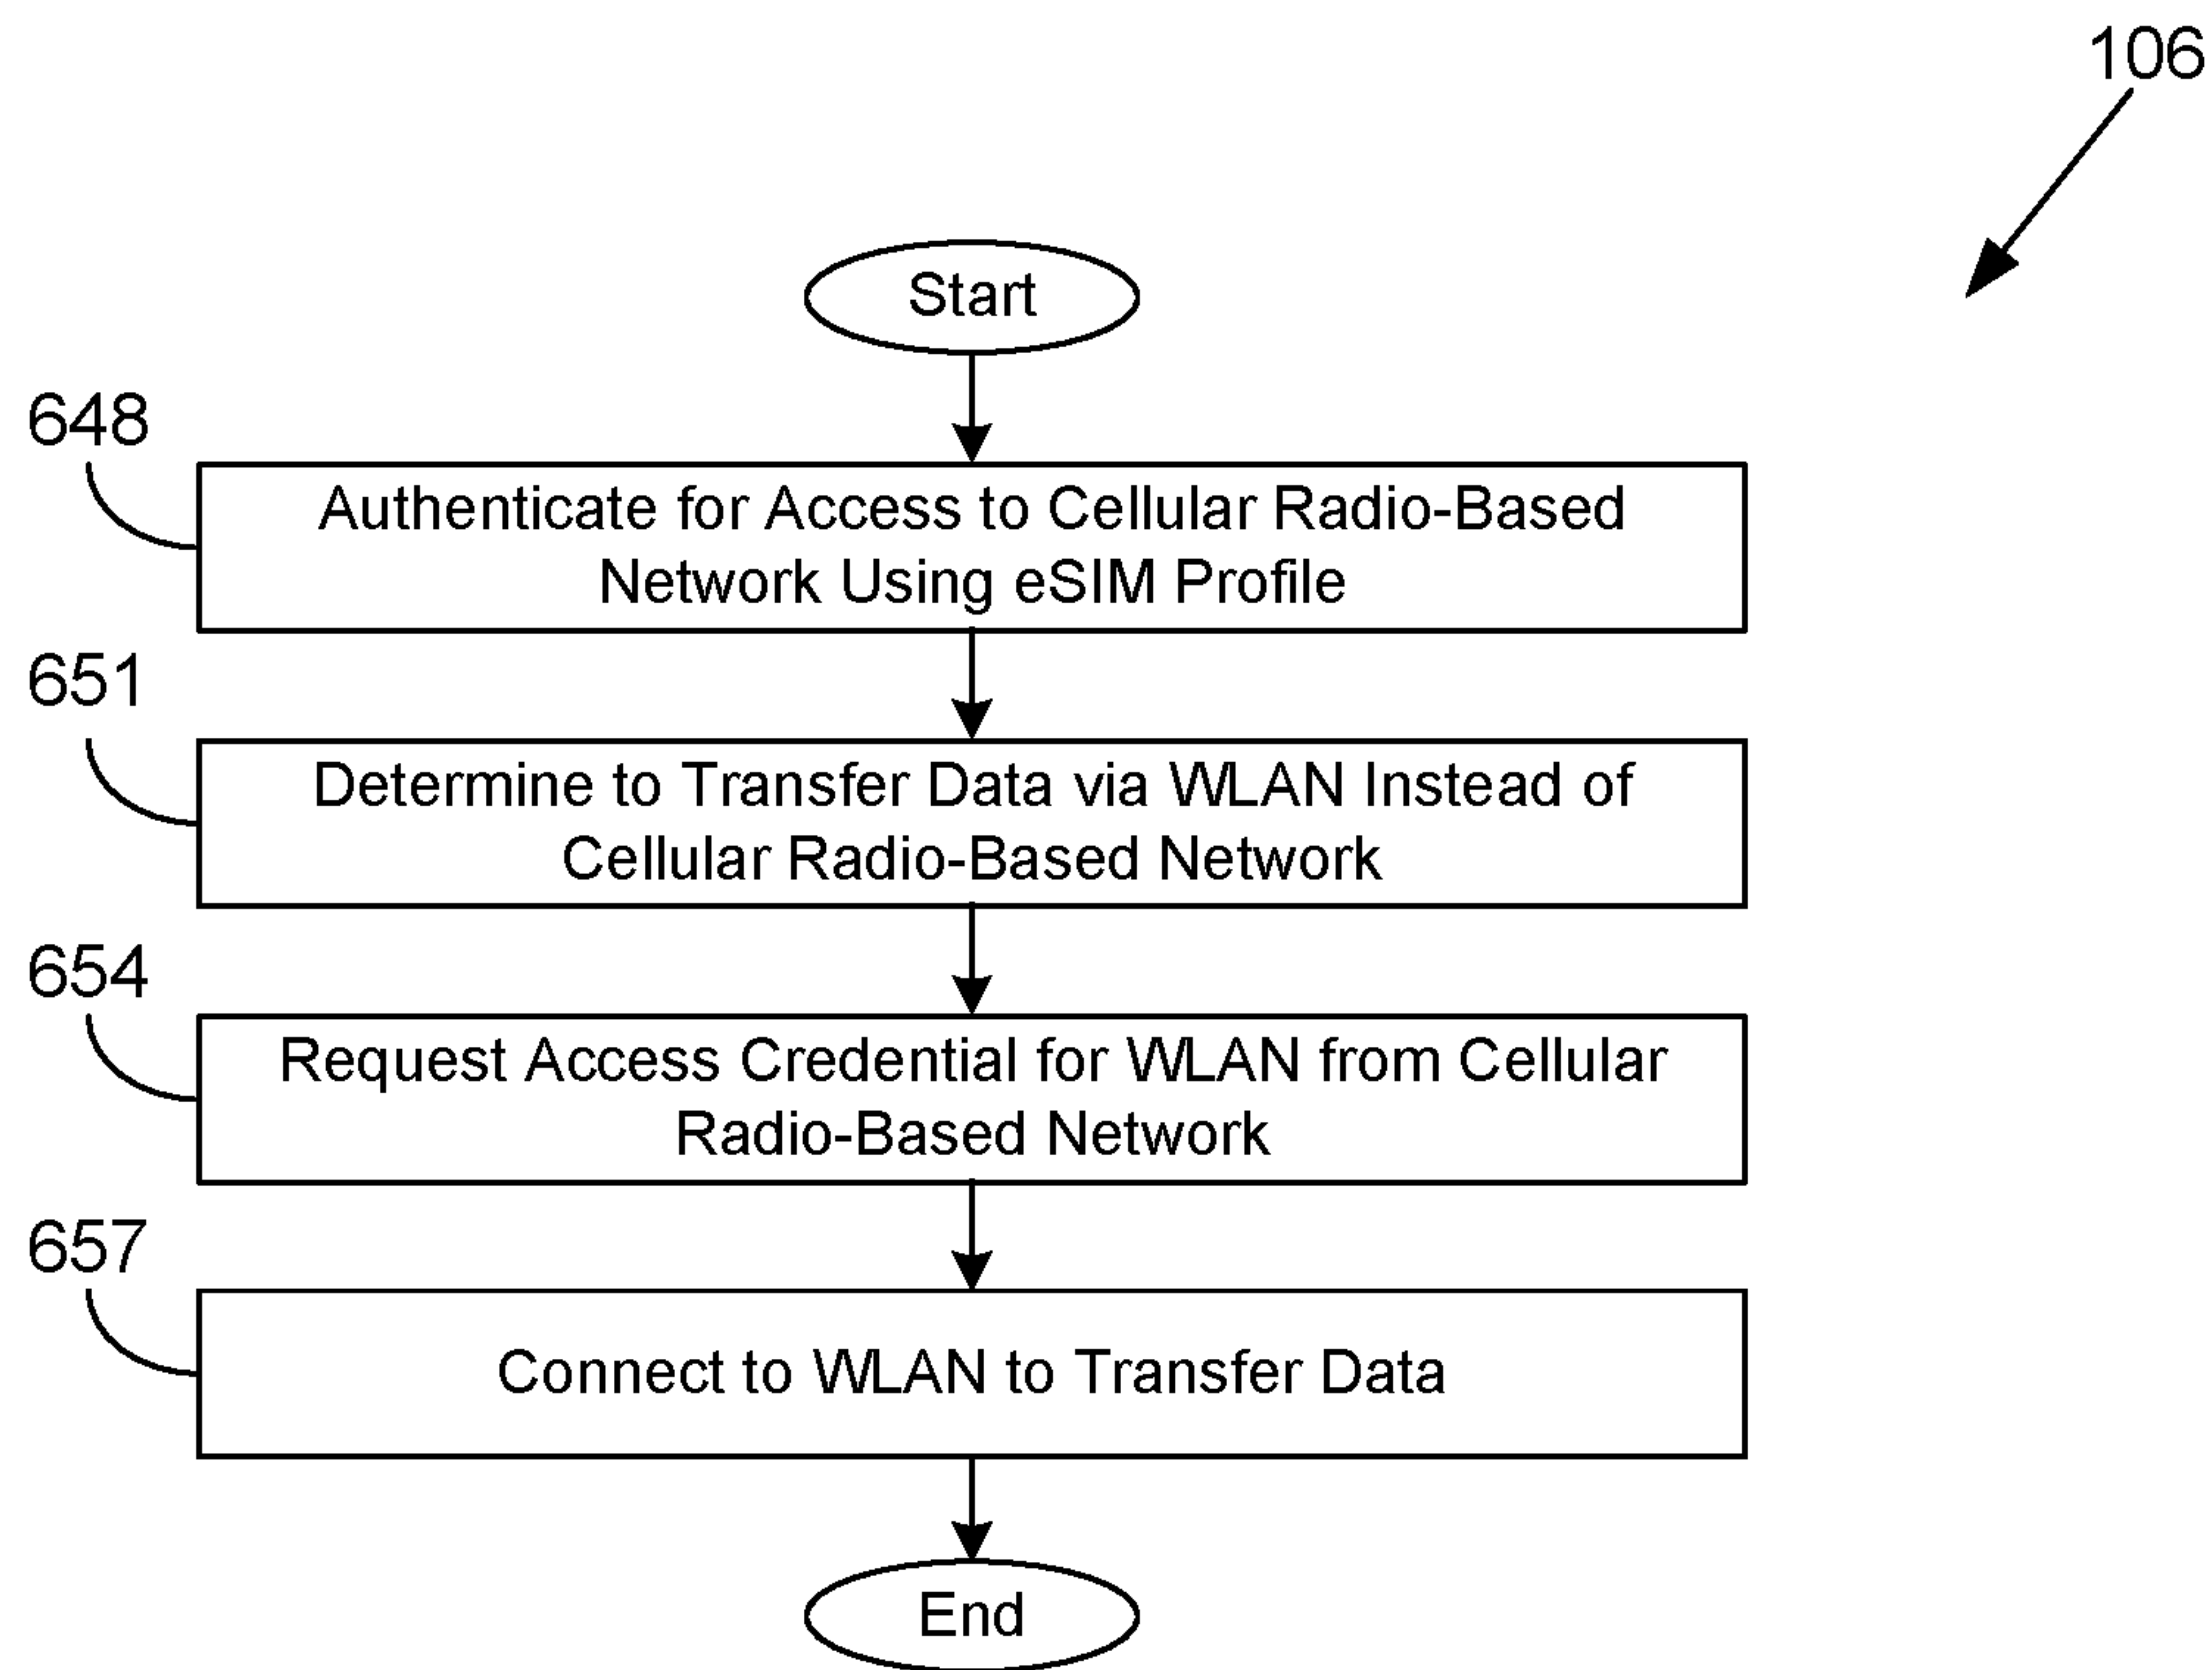 106
Start
648
Authenticate for Access to Cellular Radio-Based
Network Using eSIM Profile
651
Determine to Transfer Data via WLAN Instead of
Cellular Radio-Based Network
654
Request Access Credential for WLAN from Cellular
Radio-Based Network
657
Connect to WLAN to Transfer Data
End